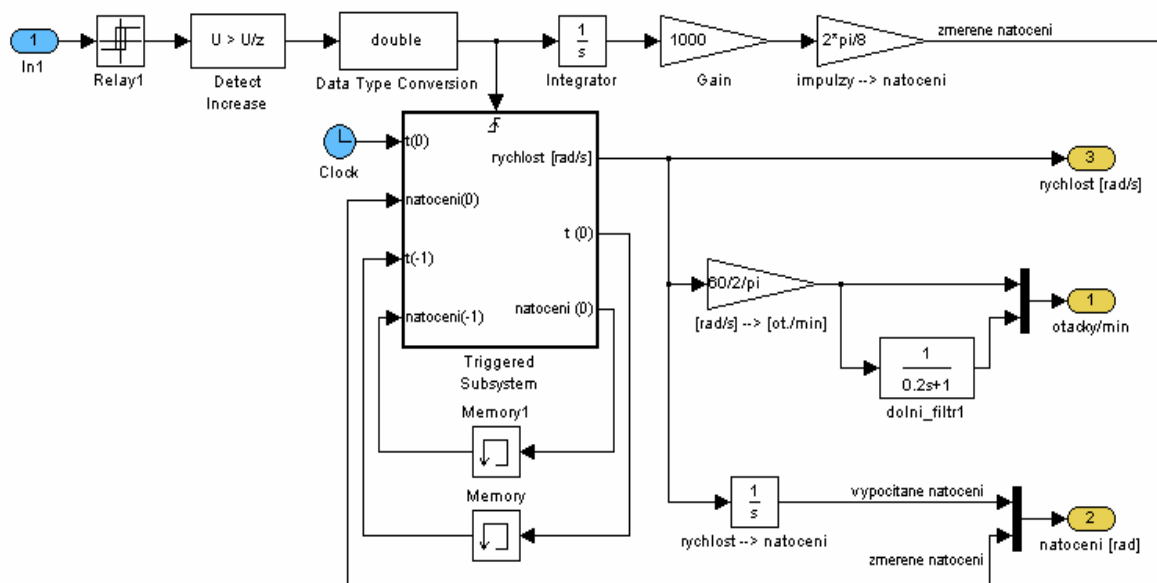 1
In1
Relay1
U > U/z
Detect
Increase
double
Data Type Conversion
1
s
Integrator
1000
Gain
2*pi/8
impulzy --> natoceni
zmerene natoceni
Clock
t(0)
natoceni(0)
t(-1)
natoceni(-1)
rychlost [rad/s]
t (0)
natoceni (0)
Triggered
Subsystem
Memory1
Memory
3
rychlost [rad/s]
60/2/pi
[rad/s] --> [ot./min]
1
0.2s+1
dolni_filtr1
1
otacky/min
1
s
rychlost --> natoceni
vypocitane natoceni
zmerene natoceni
2
natoceni [rad]